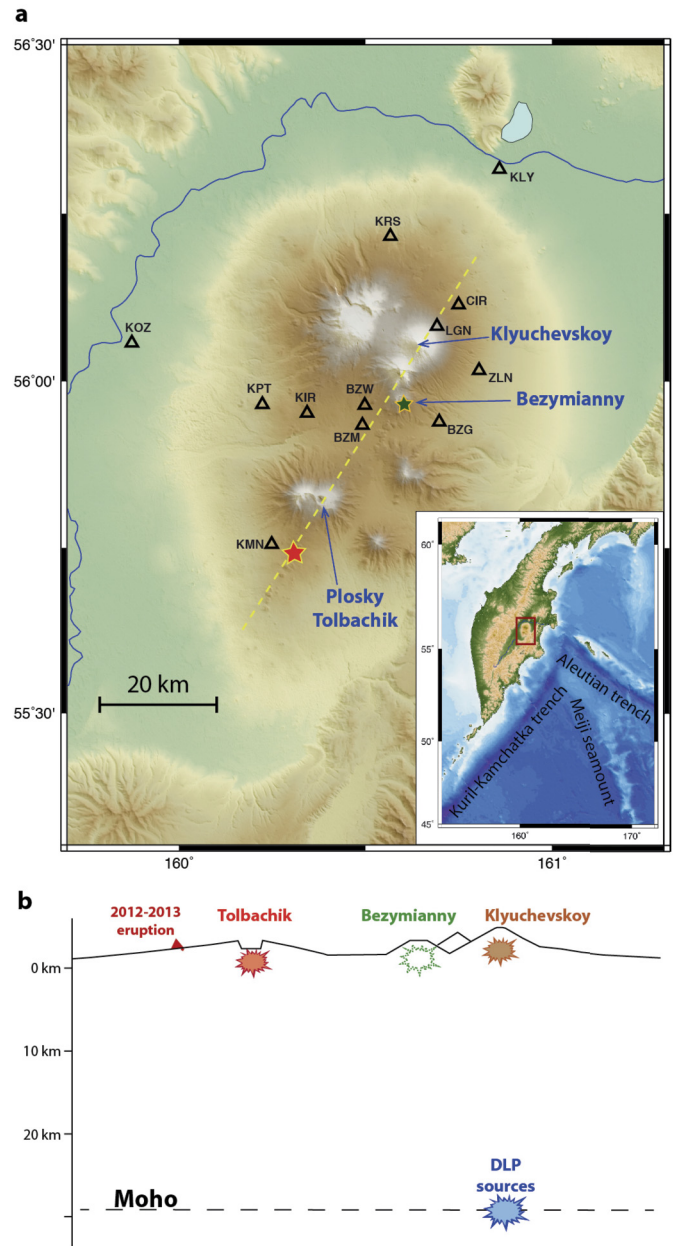 a
56°30'
KLY
KRS
CIR
LGN
KOZ
Klyuchevskoy
56°00'
ZLN
KPT
KIR
BZW
Bezymianny
BZM
BZG
KMN
Plosky
Tolbachik
20 km
55°30'
160°
161°
60°
55°
50°
45°
160°
170°
Aleutian trench
Kuril-Kamchatka trench
Meiji seamount
b
2012-2013
eruption
Tolbachik
Bezymianny
Klyuchevskoy
0 km
10 km
20 km
DLP
sources
Moho